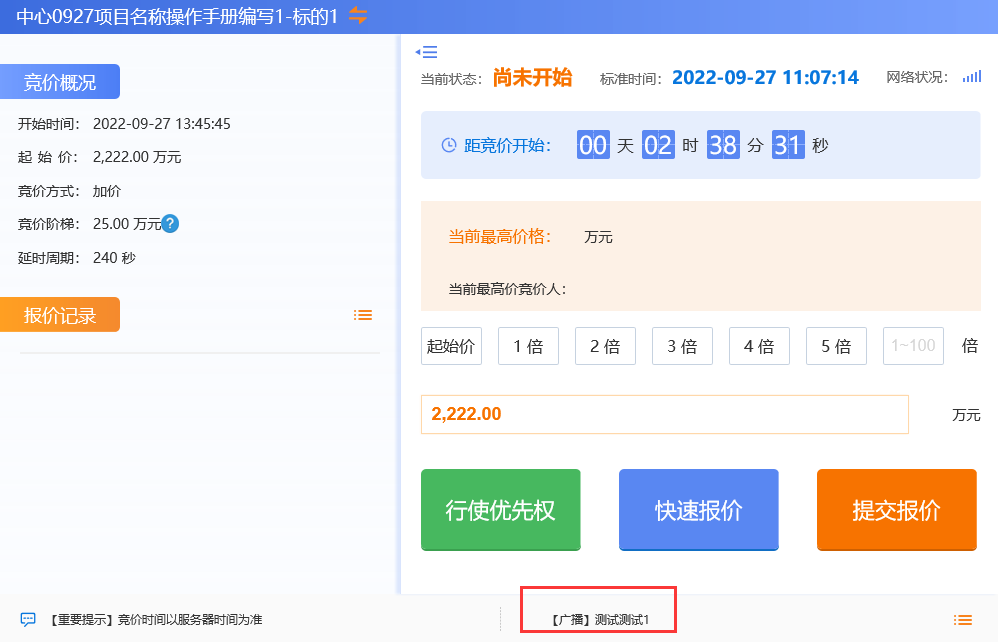 中心0927项目名称操作手册编写1-标的1
竞价概况
开始时间： 2022-09-27 13:45:45
起 始 价： 2,222.00 万元
竞价方式： 加价
竞价阶梯： 25.00 万元 ?
延时周期： 240 秒
报价记录
当前状态： 尚未开始 标准时间： 2022-09-27 11:07:14 网络状况：
距竞价开始： 00 天 02 时 38 分 31 秒
当前最高价格： 万元
当前最高价竞价人：
起始价 1 倍 2 倍 3 倍 4 倍 5 倍 1~100 倍
2,222.00 万元
行使优先权 快速报价 提交报价
【重要提示】竞价时间以服务器时间为准 【广播】测试测试1